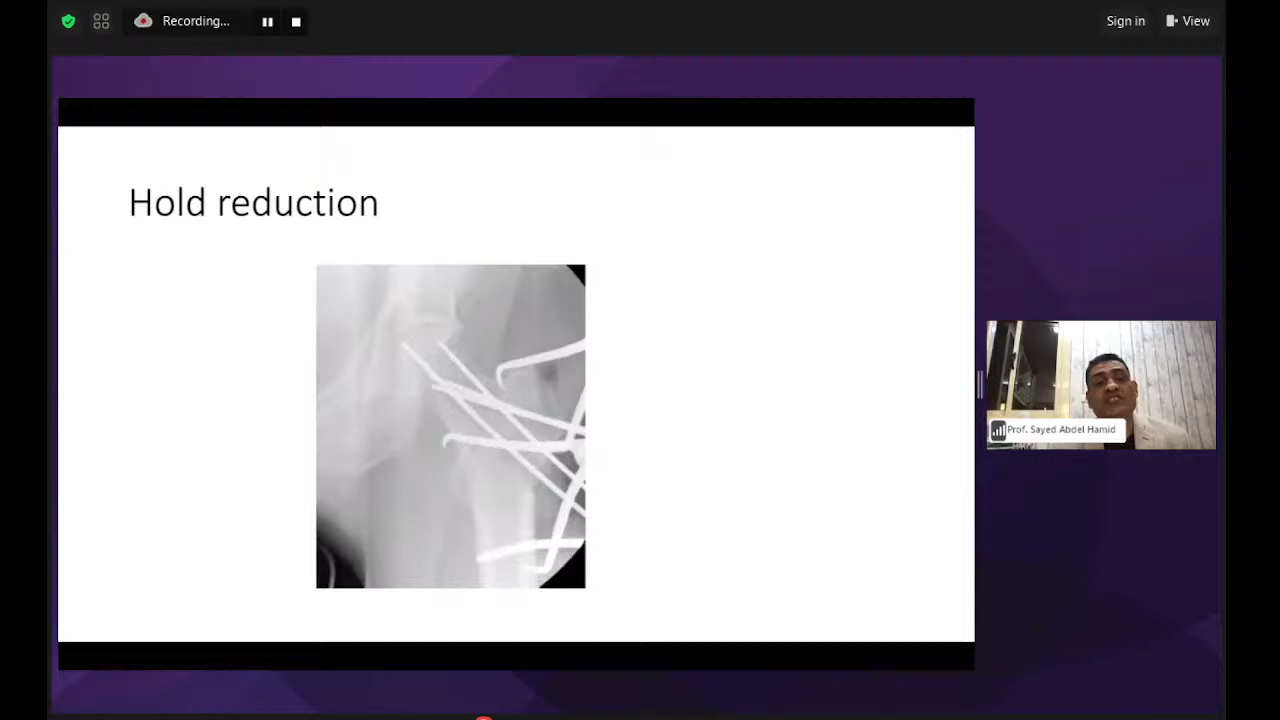 Recording...
Sign in
View
Hold reduction
Prof. Sayed Abdel Hamid